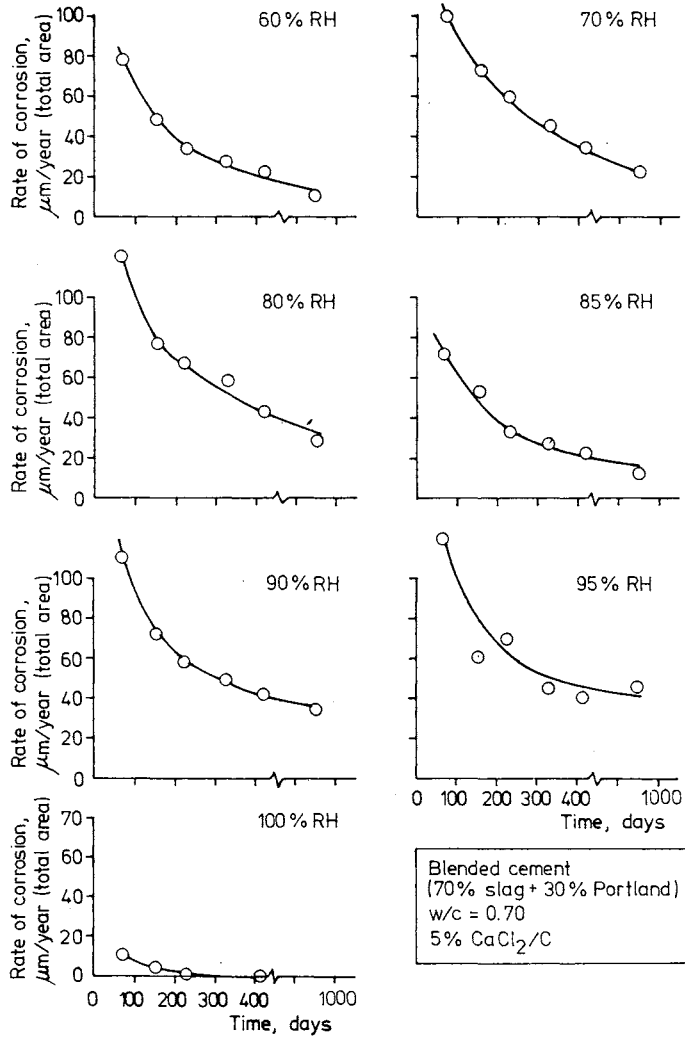 Rate of corrosion,
μm/year (total area)
100
80
60
40
20
0
60 % RH
70 % RH
Rate of corrosion,
μm/year (total area)
100
80
60
40
20
0
80 % RH
85 % RH
Rate of corrosion,
μm/year (total area)
100
80
60
40
20
0
90 % RH
95 % RH
0 100 200 300 400 1000
Time, days
Rate of corrosion,
μm/year (total area)
70
50
20
0
100 % RH
0 100 200 300 400 1000
Time, days
Blended cement
(70% slag + 30% Portland)
w/c = 0.70
5% CaCl₂/C